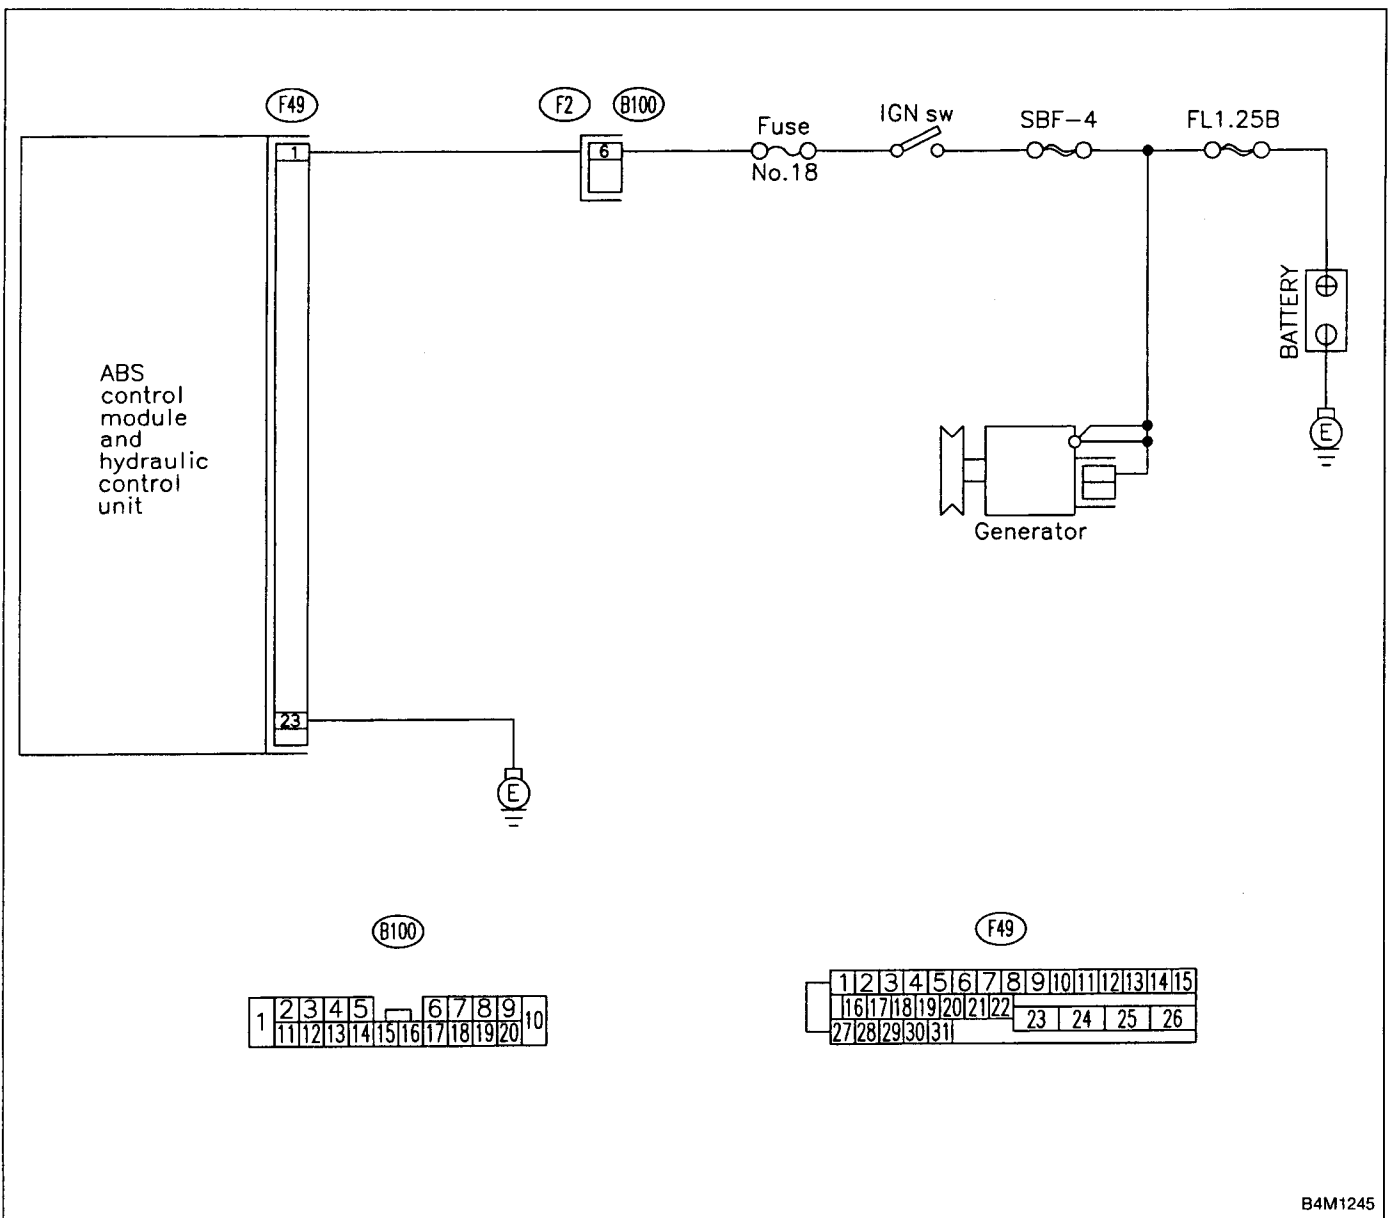 F49
F2
B100
Fuse
No.18
IGN sw
SBF-4
FL1.25B
1
6
BATTERY
E
ABS
control
module
and
hydraulic
control
unit
Generator
23
E
B100
1 2 3 4 5 6 7 8 9 10
11 12 13 14 15 16 17 18 19 20
F49
1 2 3 4 5 6 7 8 9 10 11 12 13 14 15
16 17 18 19 20 21 22
23 24 25 26
27 28 29 30 31
B4M1245